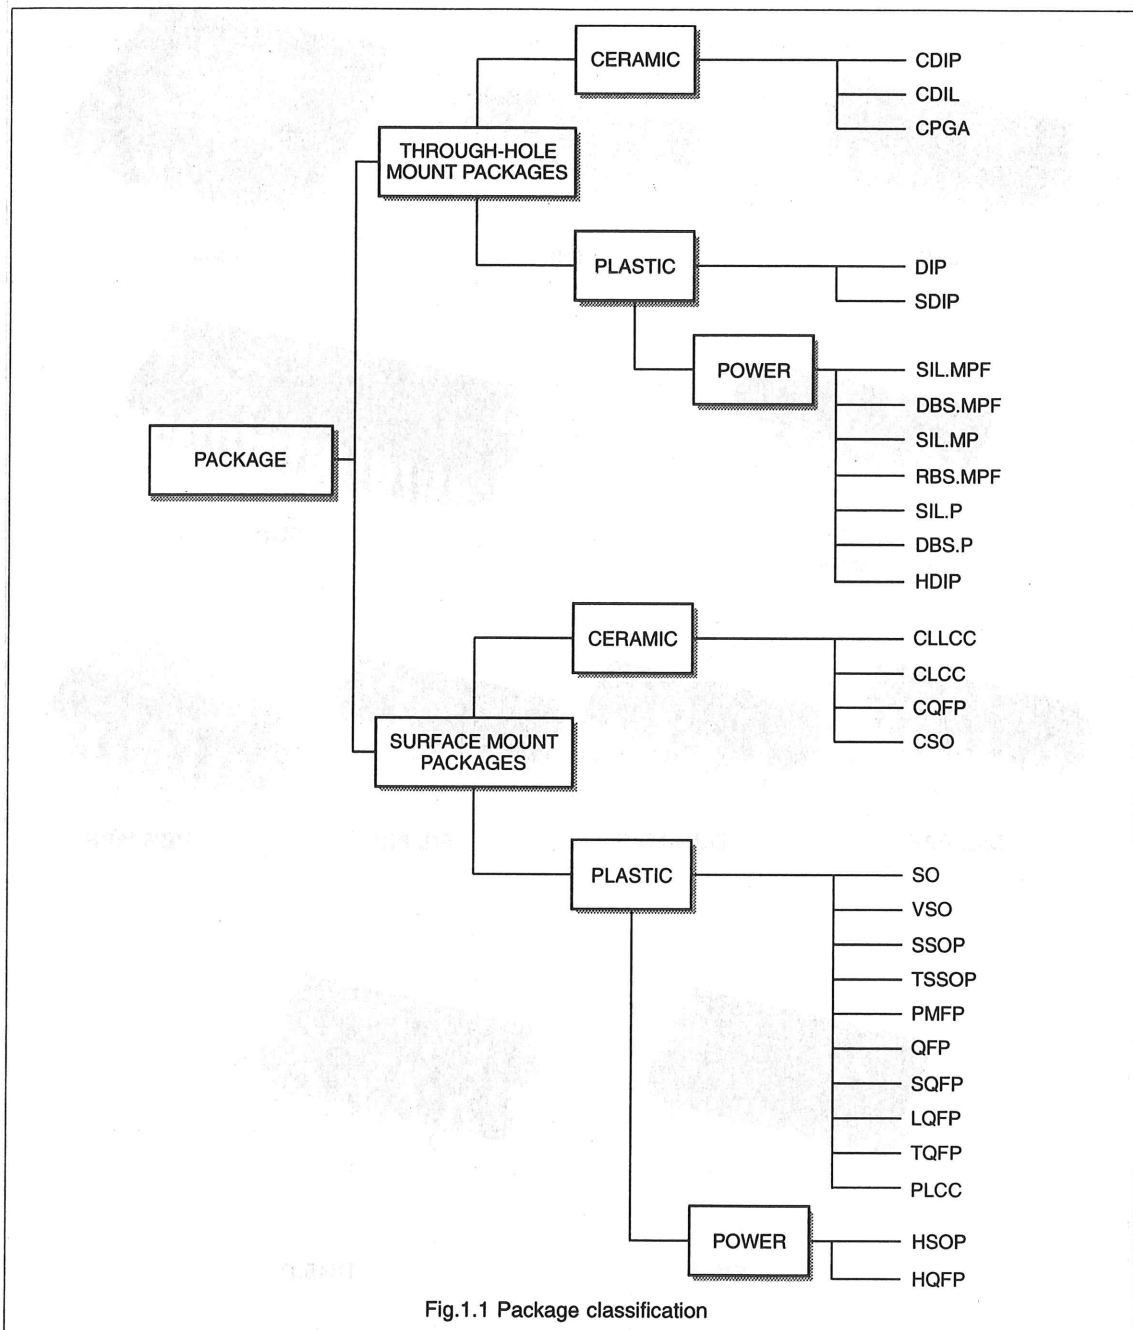 CERAMIC
CDIP
CDIL
CPGA
THROUGH-HOLE
MOUNT PACKAGES
PLASTIC
DIP
SDIP
POWER
SIL.MPF
DBS.MPF
SIL.MP
RBS.MPF
SIL.P
DBS.P
HDIP
PACKAGE
CERAMIC
CLLCC
CLCC
CQFP
CSO
SURFACE MOUNT
PACKAGES
PLASTIC
SO
VSO
SSOP
TSSOP
PMFP
QFP
SQFP
LQFP
TQFP
PLCC
POWER
HSOP
HQFP
Fig.1.1 Package classification